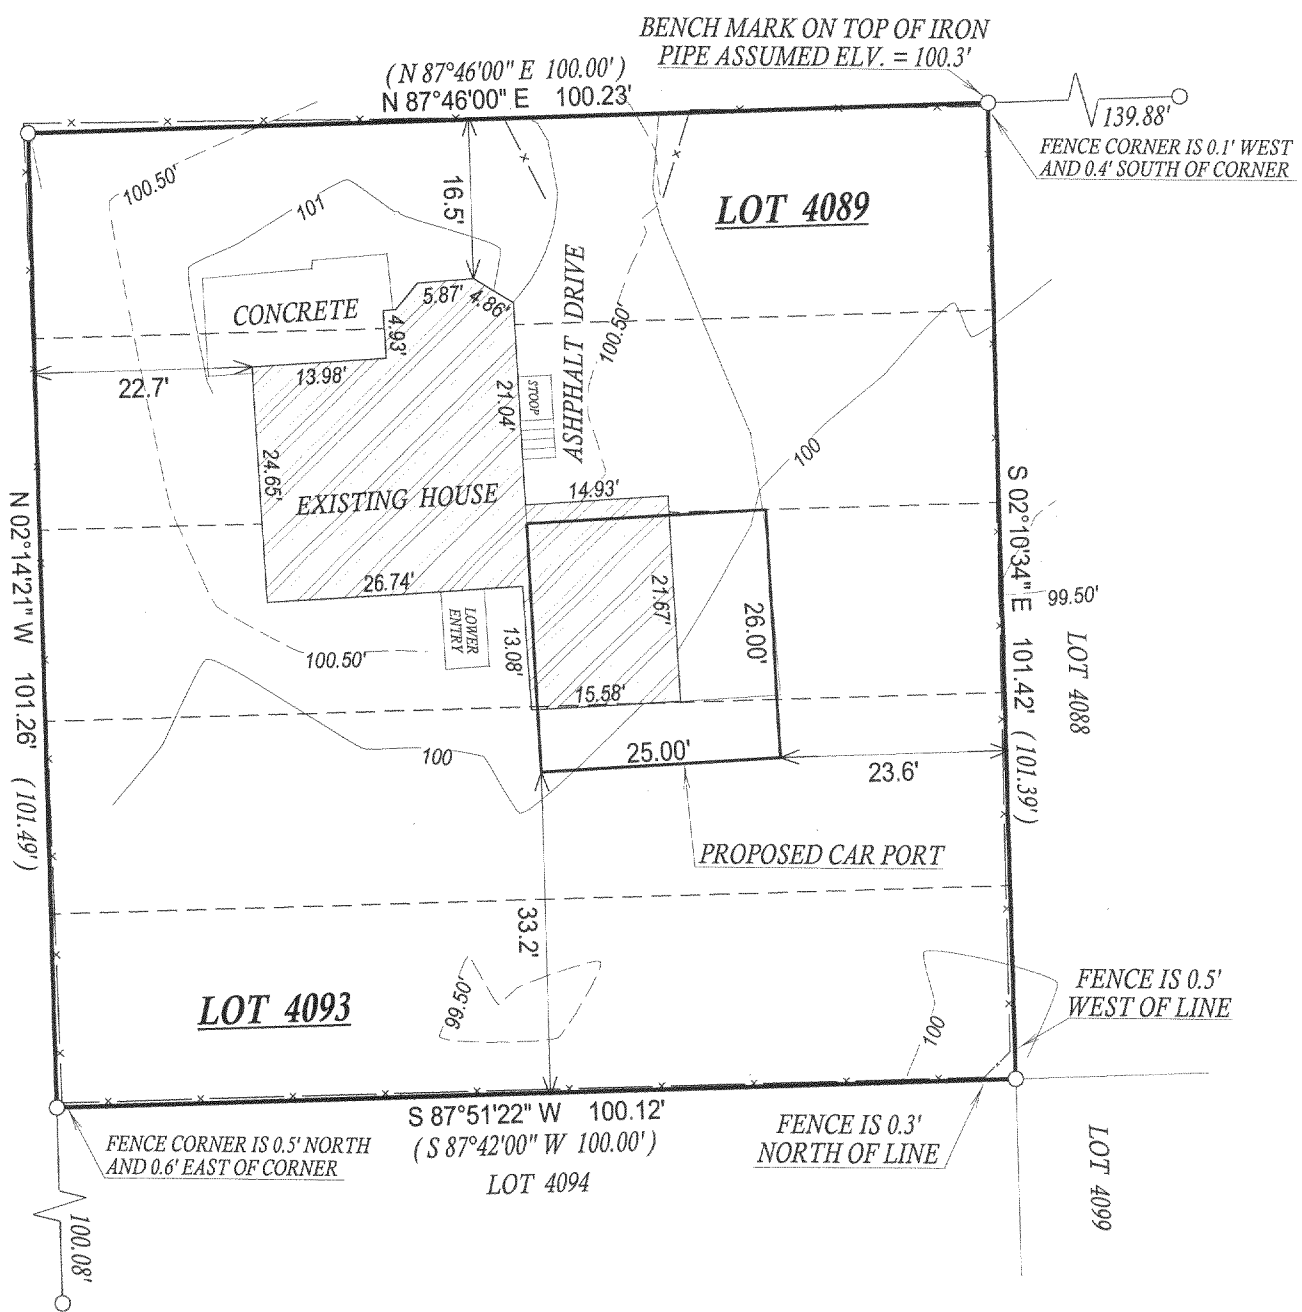 BENCH MARK ON TOP OF IRON
PIPE ASSUMED ELV. = 100.3'
( N 87°46'00" E 100.00' )
N 87°46'00" E 100.23'
139.88'
FENCE CORNER IS 0.1' WEST
AND 0.4' SOUTH OF CORNER
100.50'
101
16.5'
LOT 4089
CONCRETE
5.87'
4.86'
4.93'
ASHPHALT DRIVE
100.50'
22.7'
13.98'
21.04'
STOOP
24.65'
EXISTING HOUSE
14.93'
100
26.74'
LOWER
ENTRY
13.08'
21.67'
26.00'
15.58'
25.00'
23.6'
100.50'
100
N 02°14'21" W 101.26' (101.49')
S 02°10'34" E 101.42' (101.39')
99.50'
LOT 4088
PROPOSED CAR PORT
33.2'
99.50'
LOT 4093
100
FENCE IS 0.5'
WEST OF LINE
S 87°51'22" W 100.12'
( S 87°42'00" W 100.00' )
LOT 4094
FENCE CORNER IS 0.5' NORTH
AND 0.6' EAST OF CORNER
FENCE IS 0.3'
NORTH OF LINE
LOT 4099
100.08'